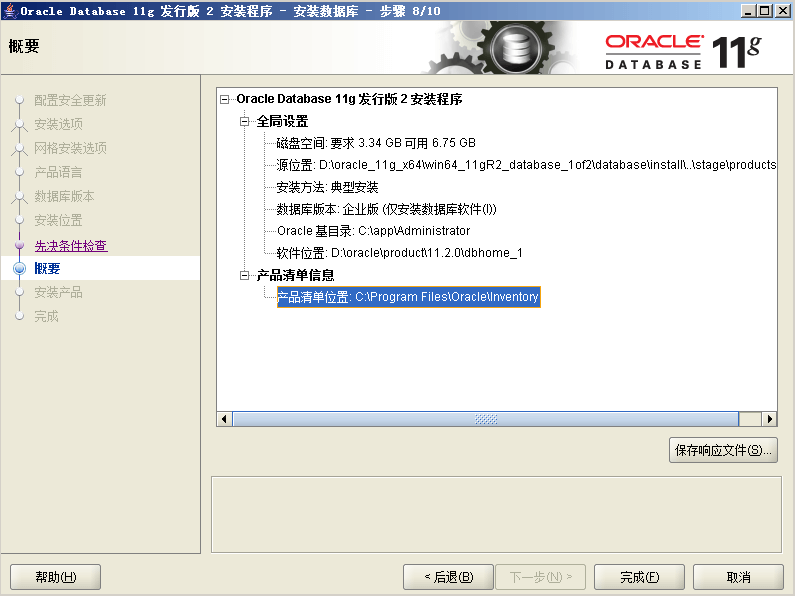 Oracle Database 11g 发行版 2 安装程序 - 安装数据库 - 步骤 8/10
概要
ORACLE
DATABASE
11g
配置安全更新
安装选项
网格安装选项
产品语言
数据库版本
安装位置
先决条件检查
概要
安装产品
完成
Oracle Database 11g 发行版 2 安装程序
全局设置
磁盘空间: 要求 3.34 GB 可用 6.75 GB
源位置: D:\oracle_11g_x64\win64_11gR2_database_1of2\database\install\..\stage\products
安装方法: 典型安装
数据库版本: 企业版 (仅安装数据库软件(I))
Oracle 基目录: C:\app\Administrator
软件位置: D:\oracle\product\11.2.0\dbhome_1
产品清单信息
产品清单位置: C:\Program Files\Oracle\Inventory
保存响应文件(S)...
帮助(H)
< 后退(B)
下一步(N) >
完成(F)
取消